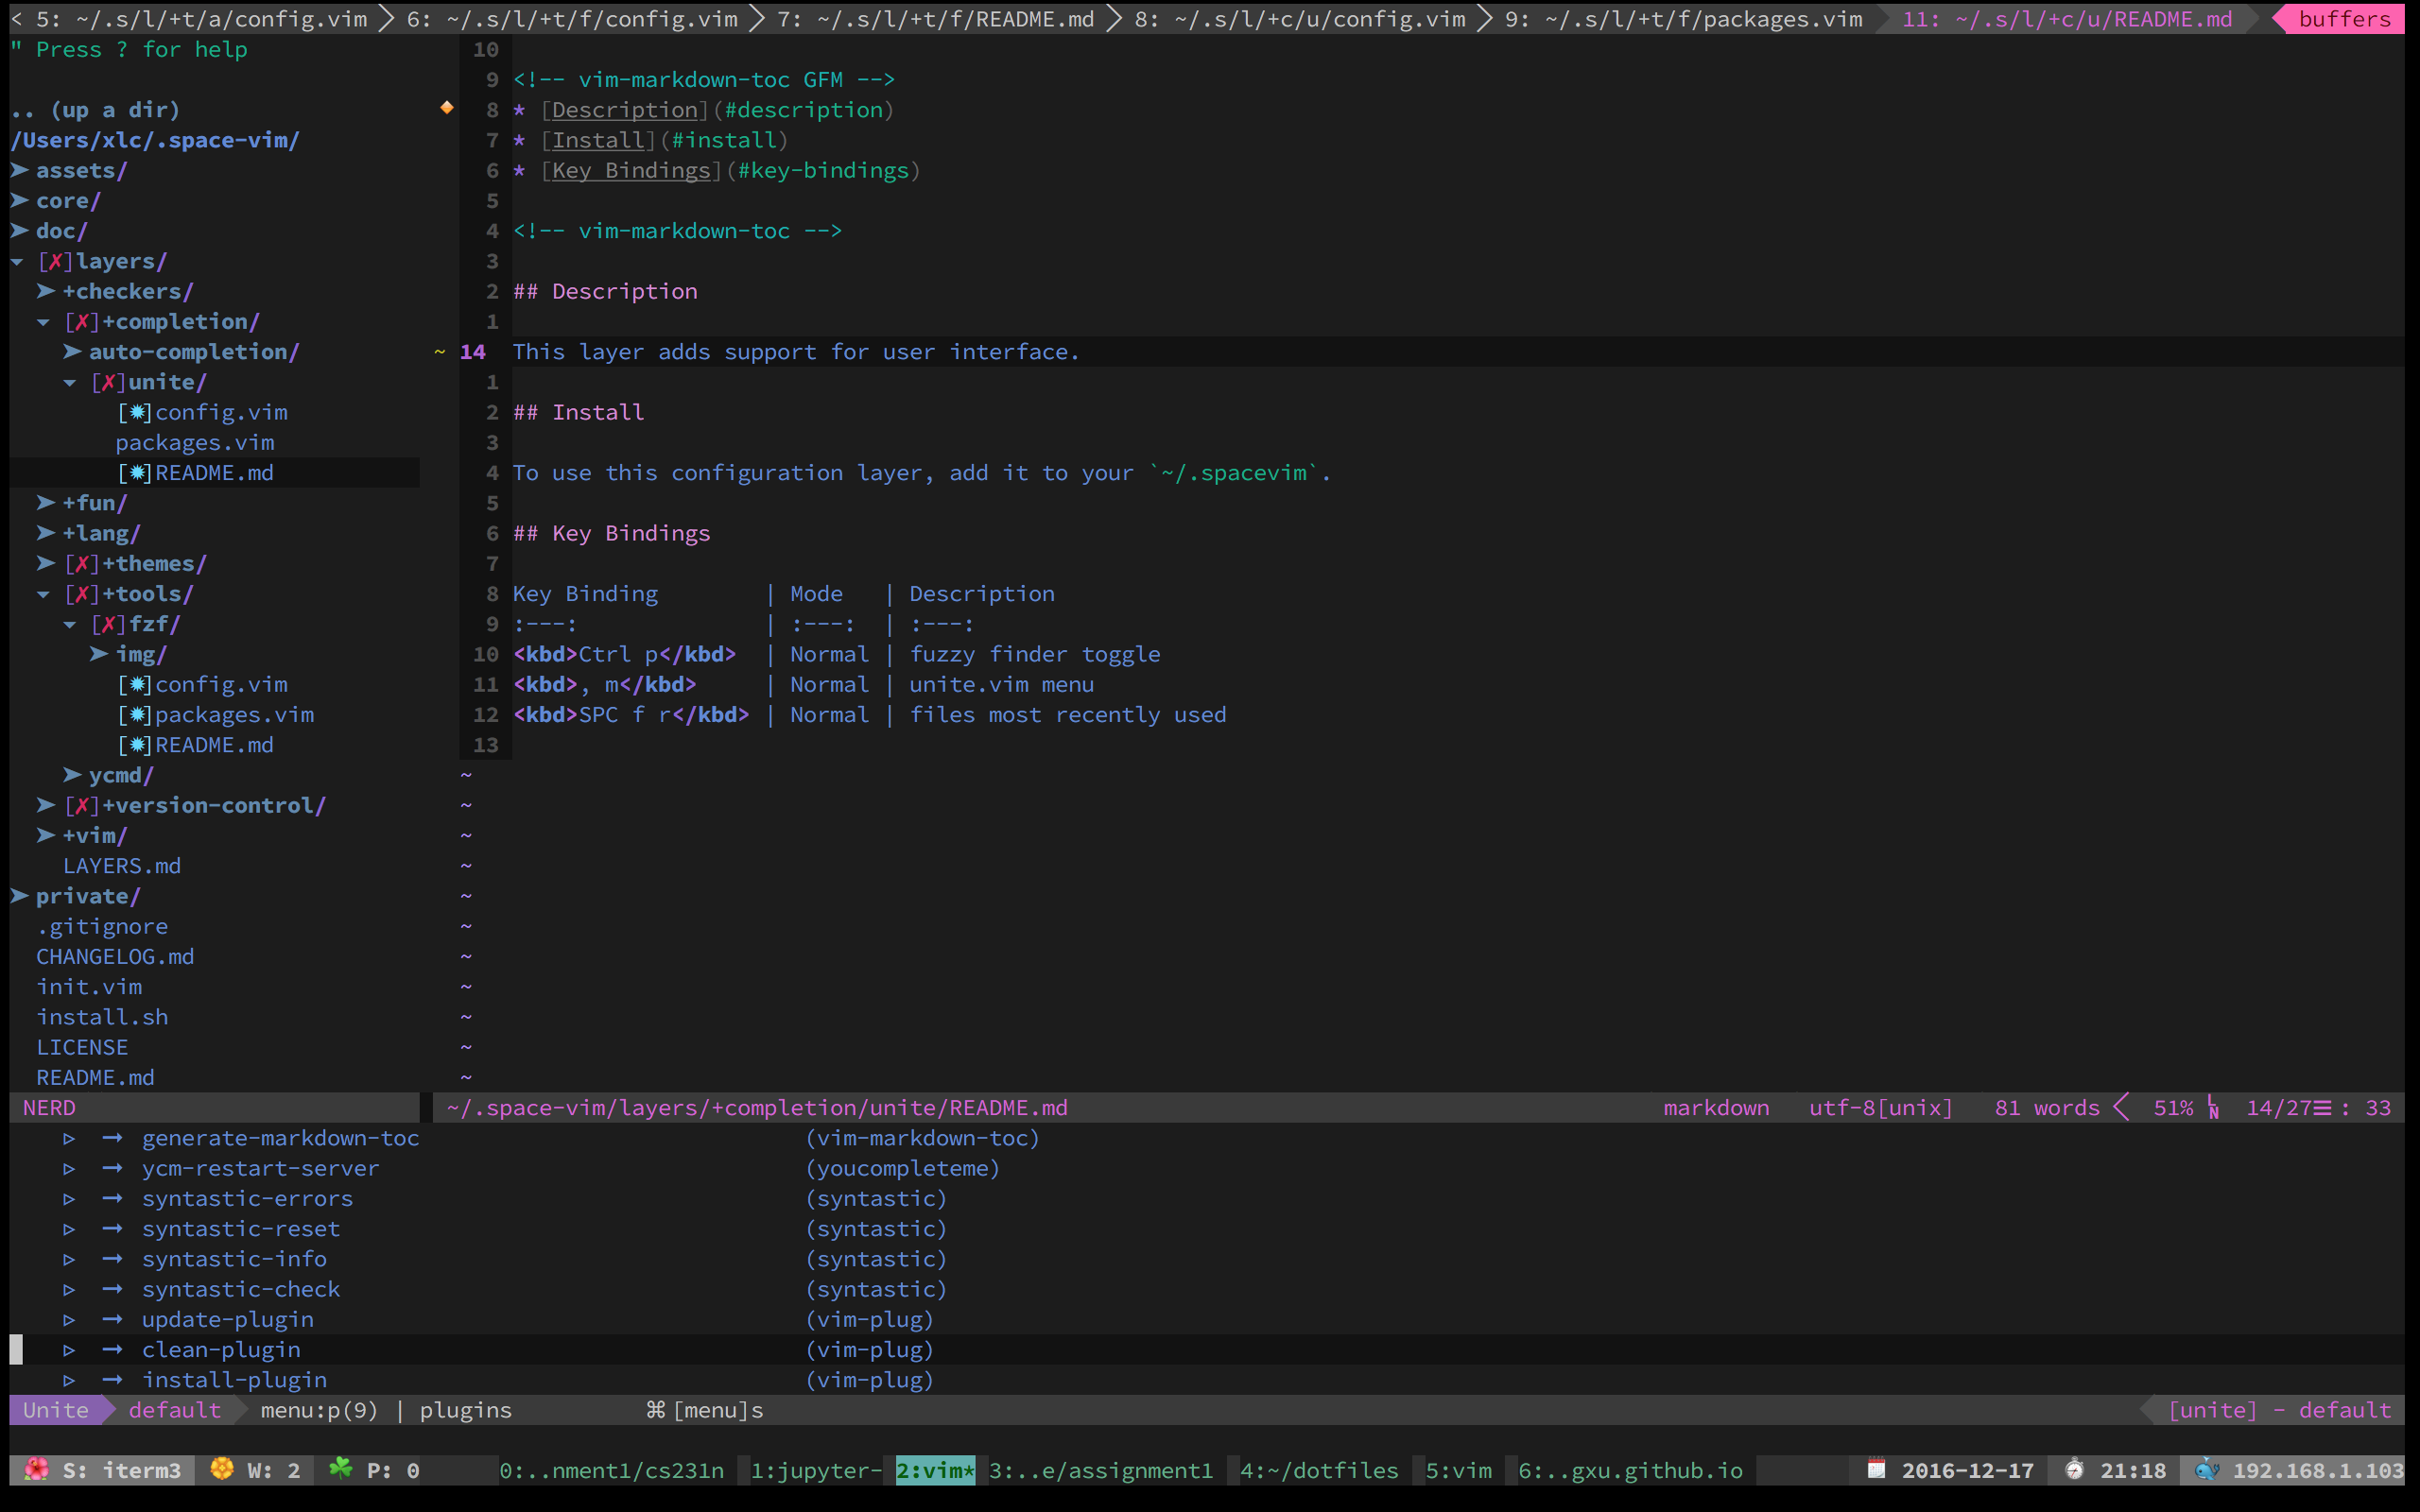 < 5: ~/.s/l/+t/a/config.vim > 6: ~/.s/l/+t/f/config.vim > 7: ~/.s/l/+t/f/README.md > 8: ~/.s/l/+c/u/config.vim > 9: ~/.s/l/+t/f/packages.vim 11: ~/.s/l/+c/u/README.md buffers
" Press ? for help
.. (up a dir)
/Users/xlc/.space-vim/
➤ assets/
➤ core/
➤ doc/
▾ [✗]layers/
➤ +checkers/
▾ [✗]+completion/
➤ auto-completion/
▾ [✗]unite/
[✹]config.vim
packages.vim
[✹]README.md
➤ +fun/
➤ +lang/
➤ [✗]+themes/
▾ [✗]+tools/
▾ [✗]fzf/
➤ img/
[✹]config.vim
[✹]packages.vim
[✹]README.md
➤ ycmd/
➤ [✗]+version-control/
➤ +vim/
LAYERS.md
➤ private/
.gitignore
CHANGELOG.md
init.vim
install.sh
LICENSE
README.md
NERD
10
9 <!-- vim-markdown-toc GFM -->
8 * [Description](#description)
7 * [Install](#install)
6 * [Key Bindings](#key-bindings)
5
4 <!-- vim-markdown-toc -->
3
2 ## Description
1
~ 14 This layer adds support for user interface.
1
2 ## Install
3
4 To use this configuration layer, add it to your `~/.spacevim`.
5
6 ## Key Bindings
7
8 Key Binding | Mode | Description
9 :---: | :---: | :---:
10 <kbd>Ctrl p</kbd> | Normal | fuzzy finder toggle
11 <kbd>, m</kbd> | Normal | unite.vim menu
12 <kbd>SPC f r</kbd> | Normal | files most recently used
13
~
~
~
~
~
~
~
~
~
~
~
~/.space-vim/layers/+completion/unite/README.md markdown utf-8[unix] 81 words < 51% ␤ 14/27☰ : 33
▷ → generate-markdown-toc (vim-markdown-toc)
▷ → ycm-restart-server (youcompleteme)
▷ → syntastic-errors (syntastic)
▷ → syntastic-reset (syntastic)
▷ → syntastic-info (syntastic)
▷ → syntastic-check (syntastic)
▷ → update-plugin (vim-plug)
▷ → clean-plugin (vim-plug)
▷ → install-plugin (vim-plug)
Unite default menu:p(9) | plugins ⌘ [menu]s [unite] - default
🌺 S: iterm3 🌼 W: 2 ☘ P: 0 0:..nment1/cs231n 1:jupyter- 2:vim* 3:..e/assignment1 4:~/dotfiles 5:vim 6:..gxu.github.io 2016-12-17 21:18 🐳 192.168.1.103